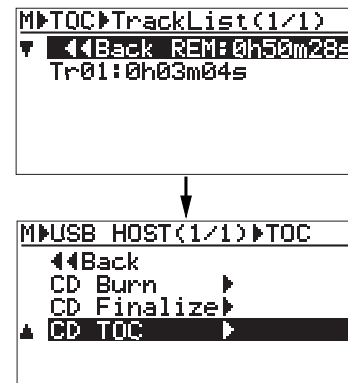 M▶TOC▶TrackList(1/1)
▼ ◀◀Back REM:0h50m28s
Tr01:0h03m04s
M▶USB HOST(1/1)▶TOC
◀◀Back
CD Burn ▶
CD Finalize▶
▲ CD TOC ▶